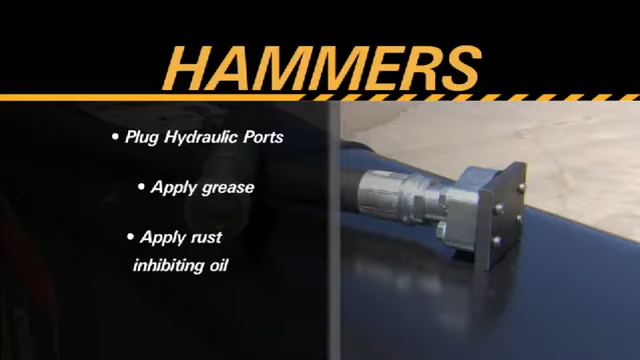 HAMMERS
• Plug Hydraulic Ports
• Apply grease
• Apply rust
inhibiting oil